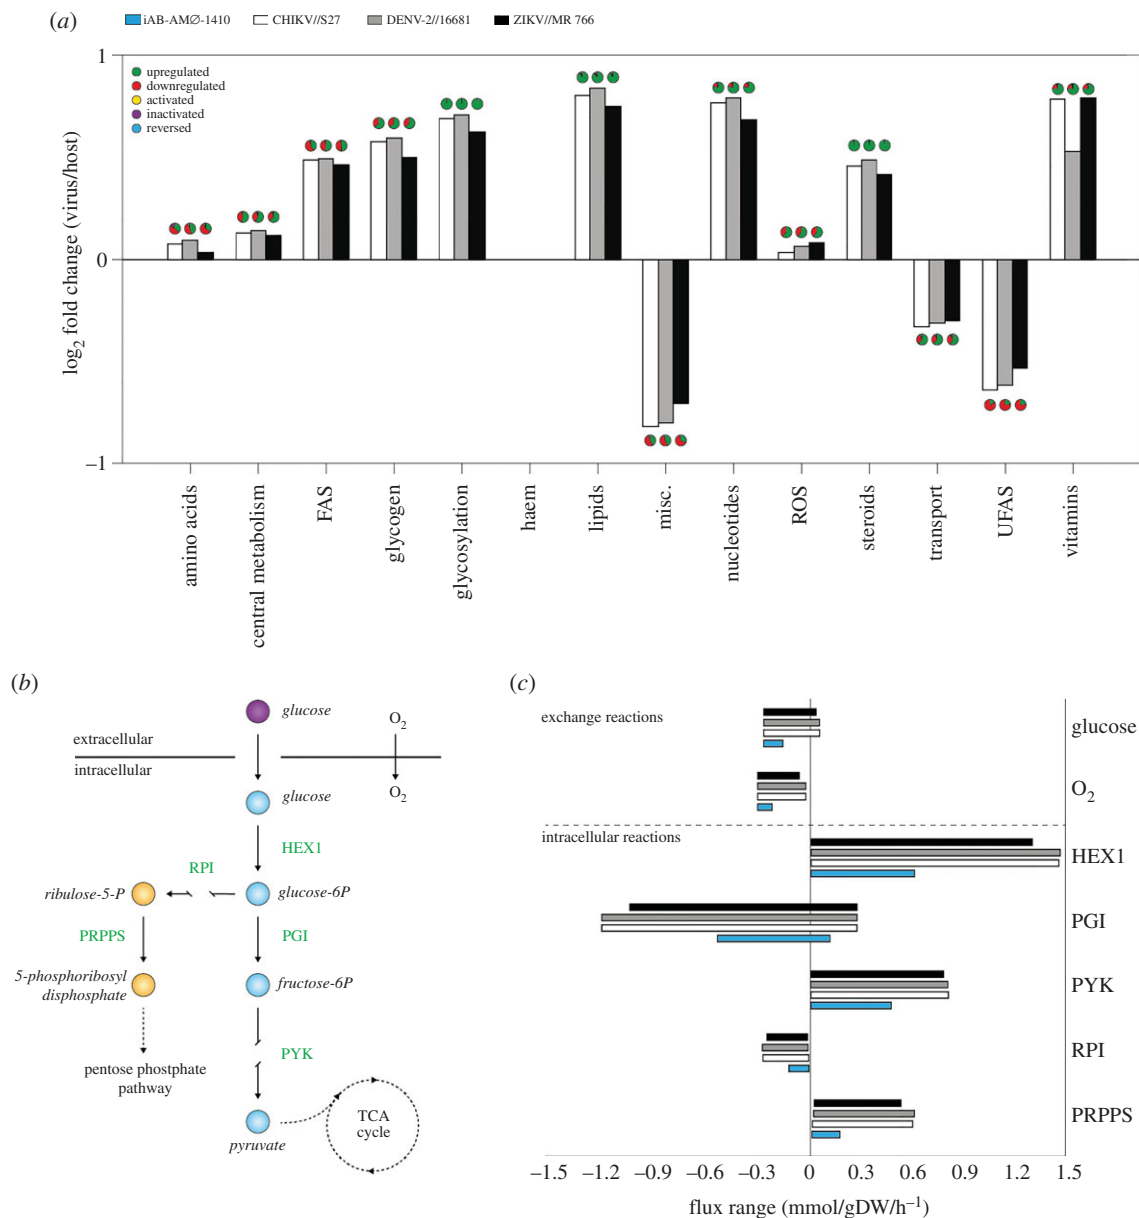 (a)
iAB-AMØ-1410 CHIKV//S27 DENV-2//16681 ZIKV//MR 766
upregulated
downregulated
activated
inactivated
reversed
1
0
–1
log2 fold change (virus/host)
amino acids
central metabolism
FAS
glycogen
glycosylation
haem
lipids
misc.
nucleotides
ROS
steroids
transport
UFAS
vitamins
(b)
glucose
O2
extracellular
intracellular
glucose
O2
HEX1
RPI
ribulose-5-P
glucose-6P
PRPPS
PGI
5-phosphoribosyl
disphosphate
fructose-6P
PYK
pentose phostphate
pathway
TCA
cycle
pyruvate
(c)
exchange reactions
glucose
O2
intracellular reactions
HEX1
PGI
PYK
RPI
PRPPS
–1.5 –1.2 –0.9 –0.6 –0.3 0 0.3 0.6 0.9 1.2 1.5
flux range (mmol/gDW/h–1)